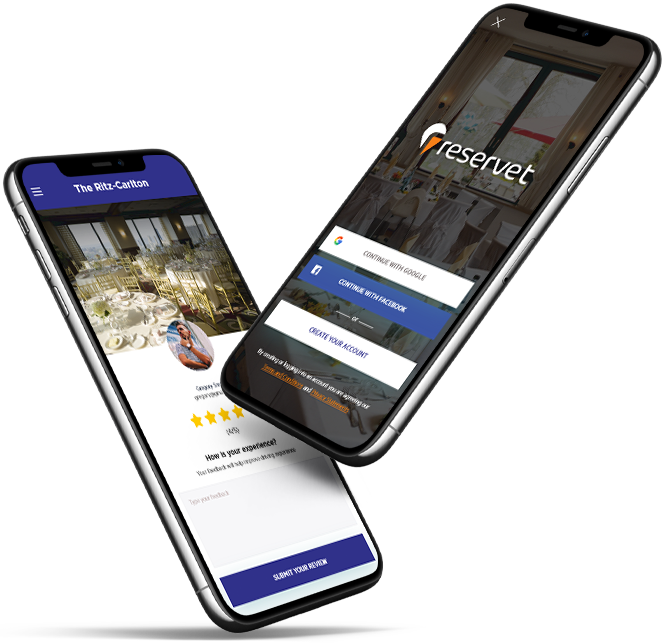 The Ritz-Carlton
Gregory
(4/5)
How is your experience?
Your feedback will help improve dining experience
Type your feedback
SUBMIT YOUR REVIEW
reservet
CONTINUE WITH GOOGLE
CONTINUE WITH FACEBOOK
or
CREATE YOUR ACCOUNT
By creating or logging into an account you are agreeing our
Terms and Conditions and Privacy Statements